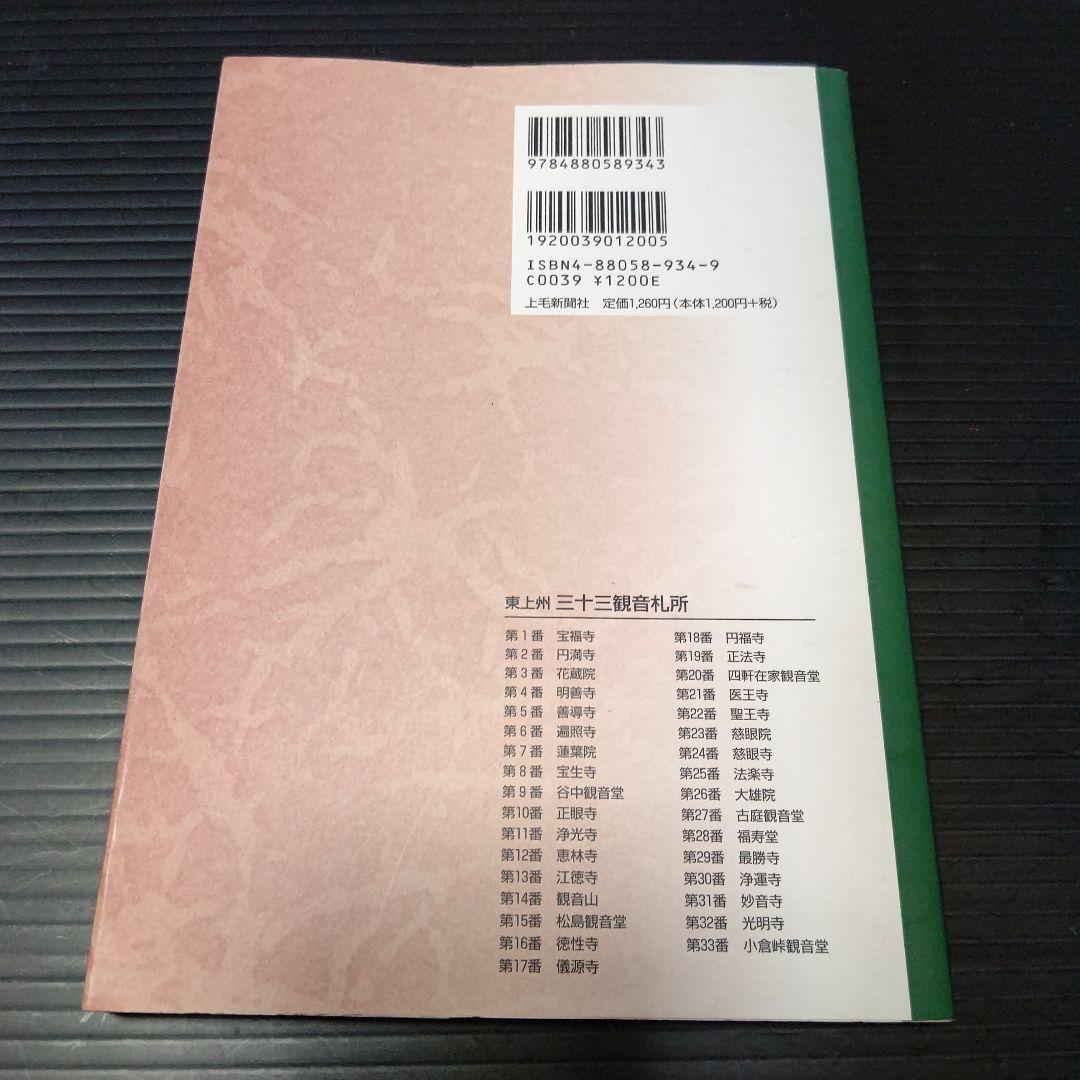 9784880589343
1920039012005
ISBN4-88058-934-9
C0039 ¥1200E
上毛新聞社 定価1,260円(本体1,200円+税)
東上州 三十三観音札所
第1番 宝福寺
第2番 円満寺
第3番 花蔵院
第4番 明善寺
第5番 善導寺
第6番 遍照寺
第7番 蓮葉院
第8番 宝生寺
第9番 谷中観音堂
第10番 正眼寺
第11番 浄光寺
第12番 恵林寺
第13番 江徳寺
第14番 観音山
第15番 松島観音堂
第16番 徳性寺
第17番 儀源寺
第18番 円福寺
第19番 正法寺
第20番 四軒在家観音堂
第21番 医王寺
第22番 聖王寺
第23番 慈眼院
第24番 慈眼寺
第25番 法楽寺
第26番 大雄院
第27番 古庭観音堂
第28番 福寿堂
第29番 最勝寺
第30番 浄運寺
第31番 妙音寺
第32番 光明寺
第33番 小倉峠観音堂